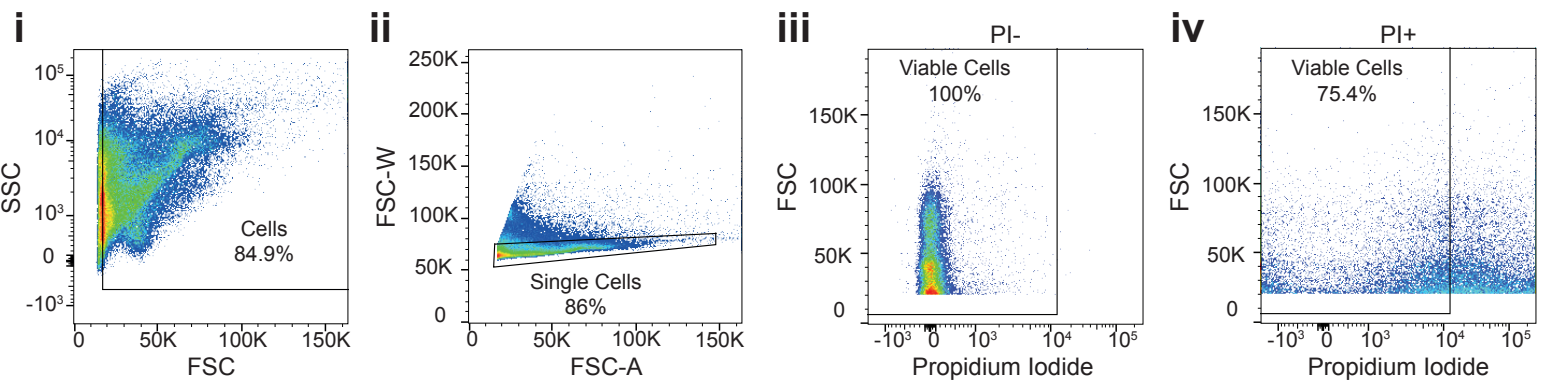 i
SSC
10⁵
10⁴
10³
0
-10³
Cells
84.9%
0 50K 100K 150K
FSC
ii
FSC-W
250K
200K
150K
100K
50K
0
Single Cells
86%
0 50K 100K 150K
FSC-A
iii
PI-
FSC
Viable Cells
100%
150K
100K
50K
0
-10³ 0 10³ 10⁴ 10⁵
Propidium Iodide
iv
PI+
FSC
Viable Cells
75.4%
150K
100K
50K
0
-10³ 0 10³ 10⁴ 10⁵
Propidium Iodide